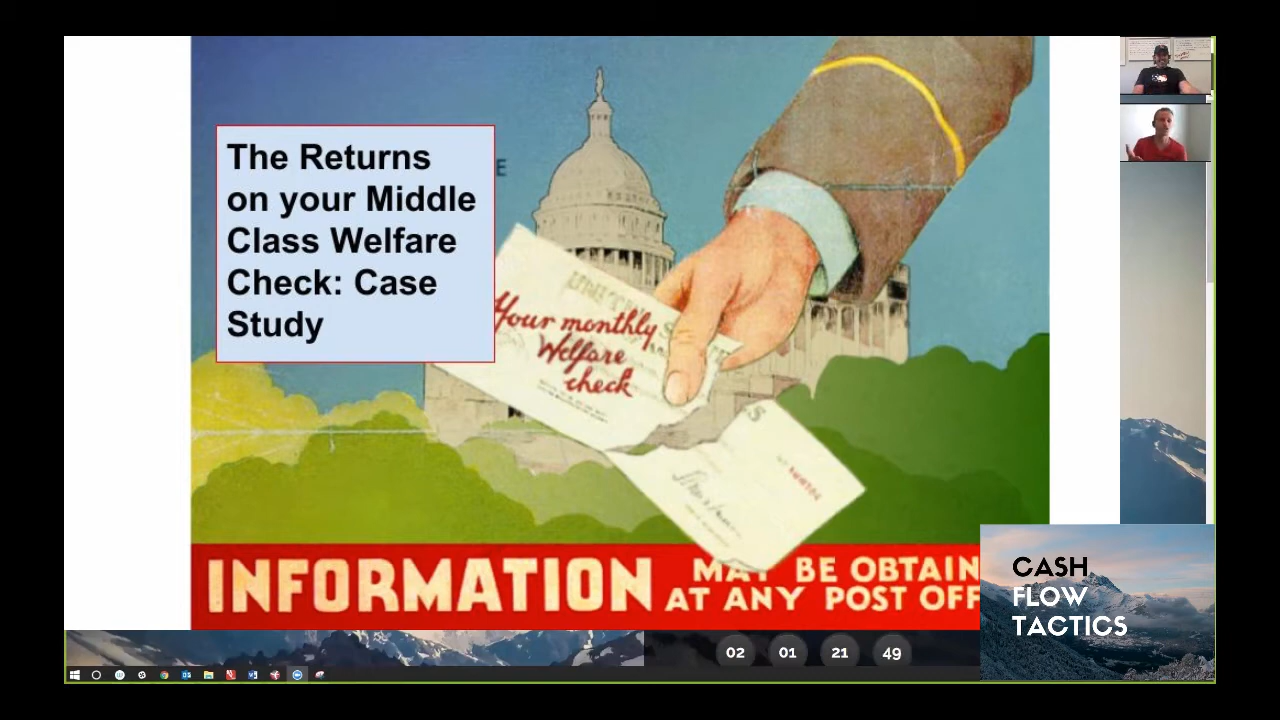 The Returns
on your Middle
Class Welfare
Check: Case
Study
E
Your monthly
Welfare
check
INFORMATION
MAY BE OBTAIN
AT ANY POST OFF
CASH
FLOW
TACTICS
02 01 21 49